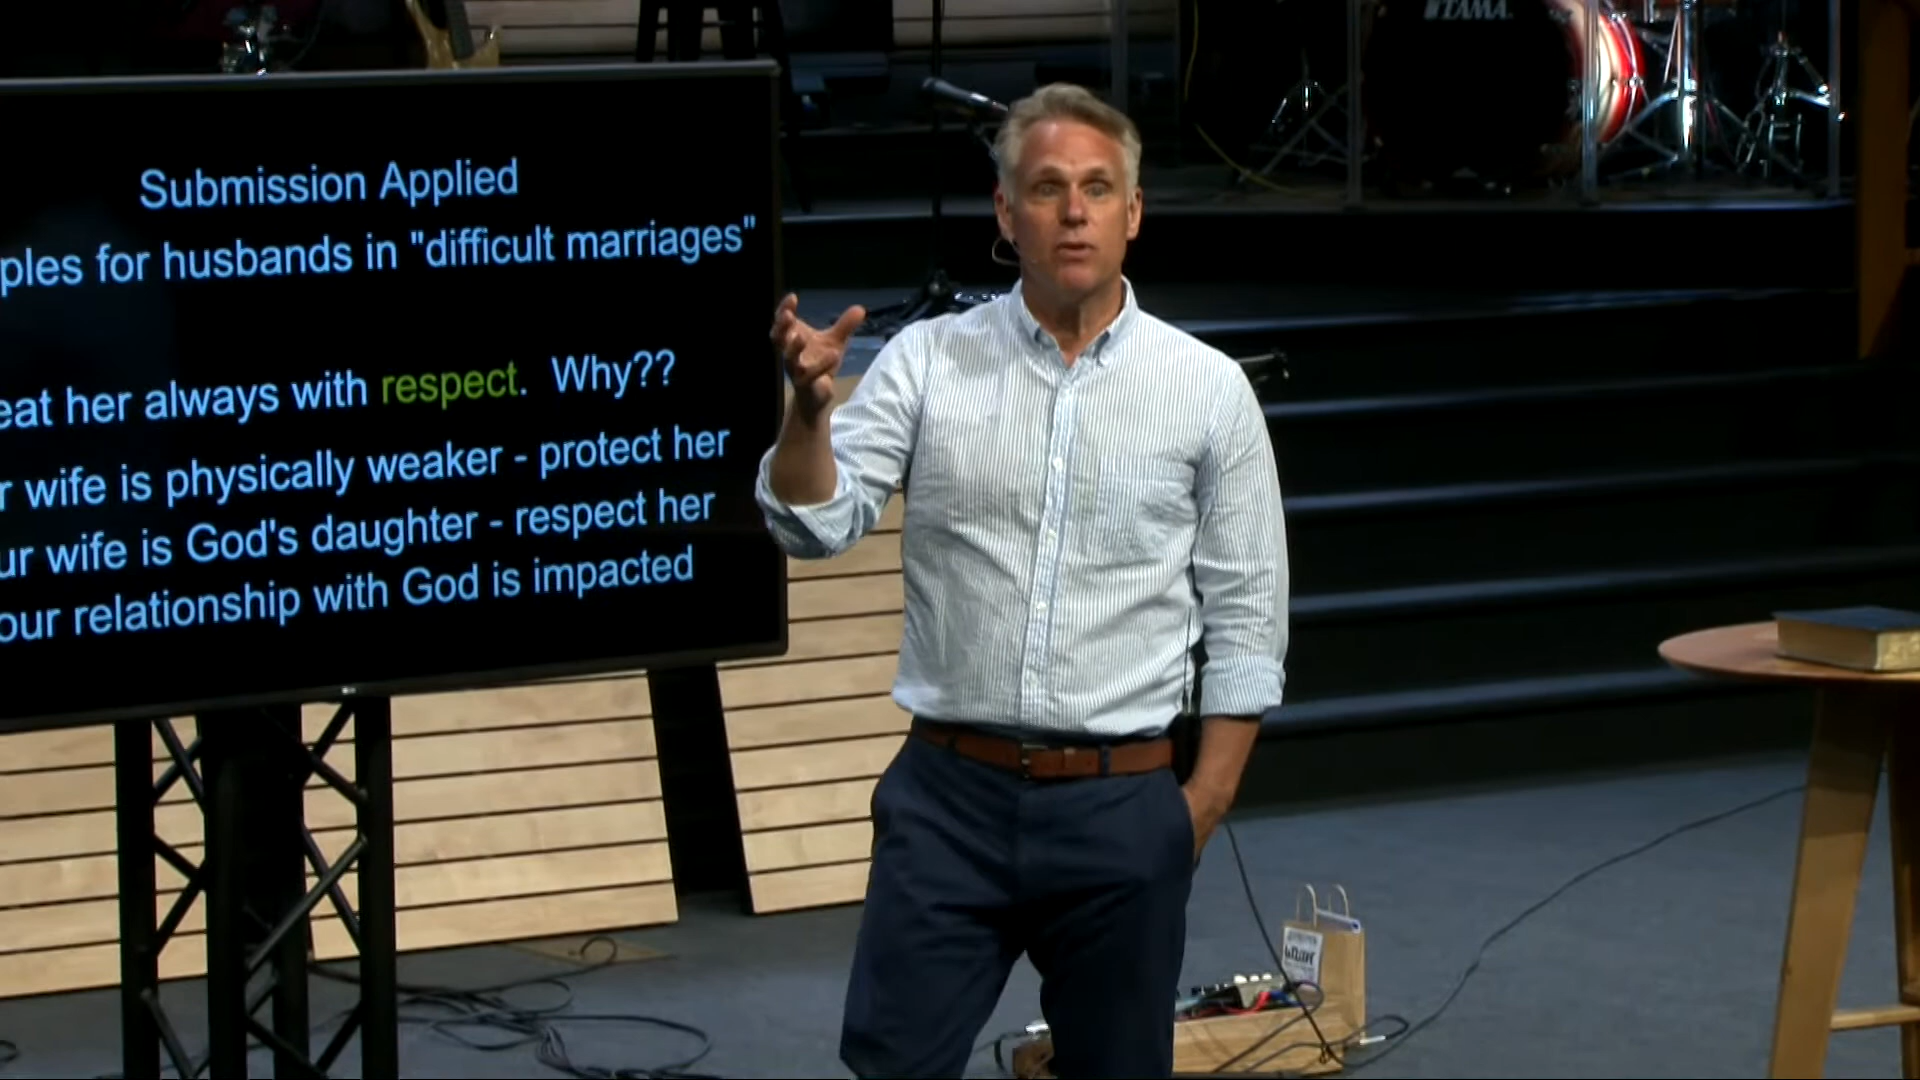 TAMA
Submission Applied
ples for husbands in "difficult marriages"
eat her always with respect. Why??
r wife is physically weaker - protect her
ur wife is God's daughter - respect her
our relationship with God is impacted